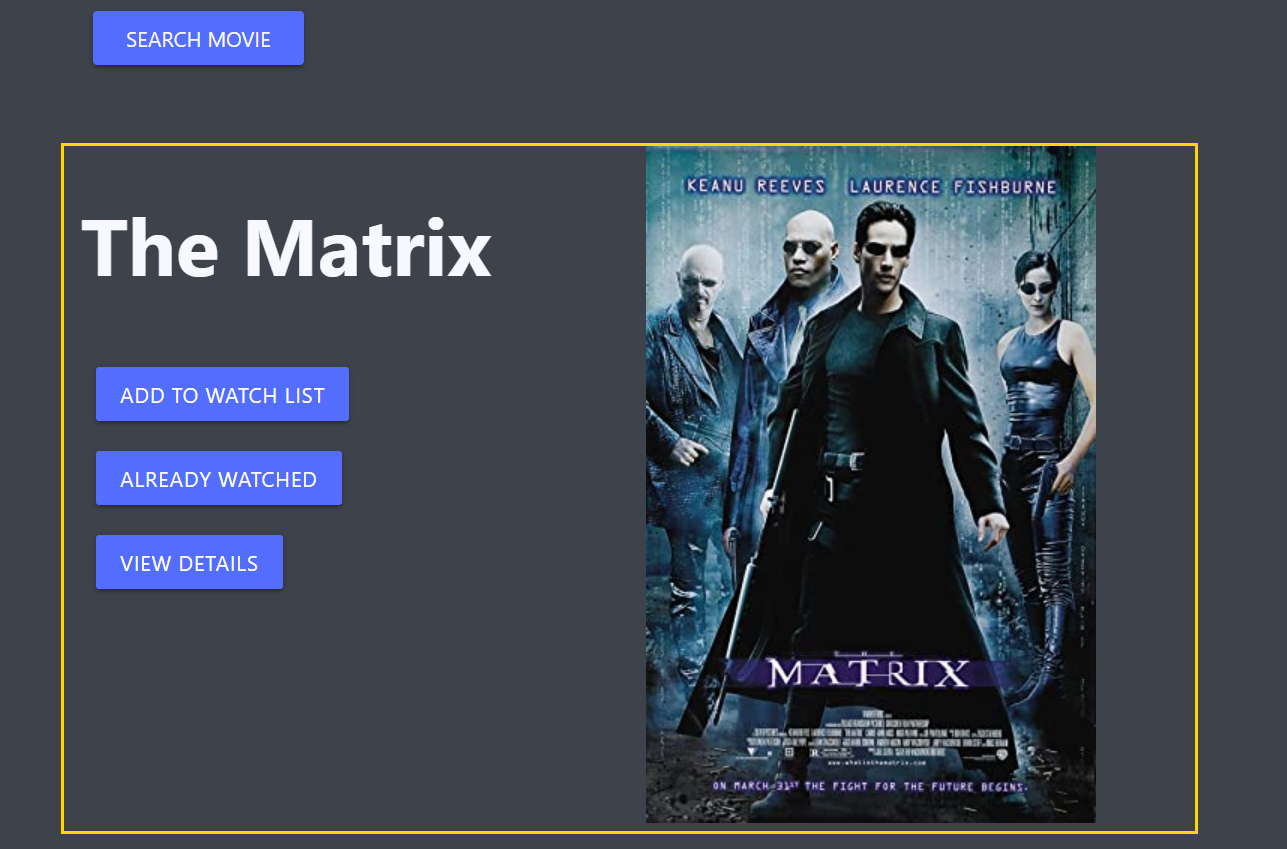 SEARCH MOVIE
The Matrix
ADD TO WATCH LIST
ALREADY WATCHED
VIEW DETAILS
KEANU REEVES LAURENCE FISHBURNE
THE
MATRIX
www.whatisthematrix.com
ON MARCH 31ST THE FIGHT FOR THE FUTURE BEGINS.